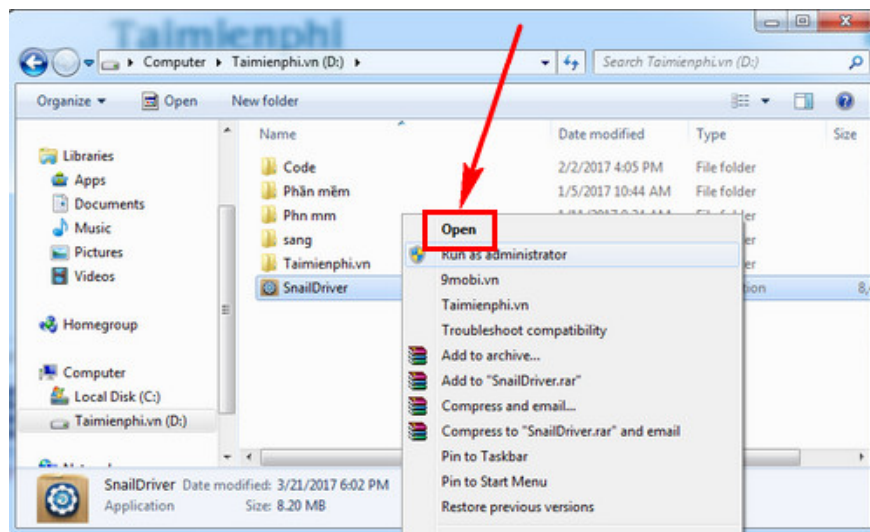 Taimienphi
Computer Taimienphi.vn (D:) Search Taimienphi.vn (D:)
Organize Open New folder
Name Date modified Type Size
Libraries
Apps
Documents
Music
Pictures
Videos
Homegroup
Computer
Local Disk (C:)
Taimienphi.vn (D:)
Code 2/2/2017 4:05 PM File folder
Phần mềm 1/5/2017 10:44 AM File folder
Phn mm
sang
Taimienphi.vn
SnailDriver
Open
Run as administrator
9mobi.vn
Taimienphi.vn
Troubleshoot compatibility
Add to archive...
Add to "SnailDriver.rar"
Compress and email...
Compress to "SnailDriver.rar" and email
Pin to Taskbar
Pin to Start Menu
Restore previous versions
SnailDriver Date modified: 3/21/2017 6:02 PM
Application Size: 8.20 MB